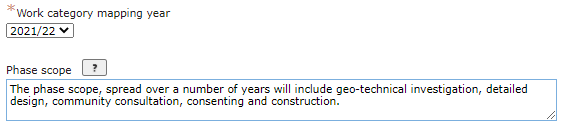 *Work category mapping year
2021/22
Phase scope ?
The phase scope, spread over a number of years will include geo-technical investigation, detailed
design, community consultation, consenting and construction.